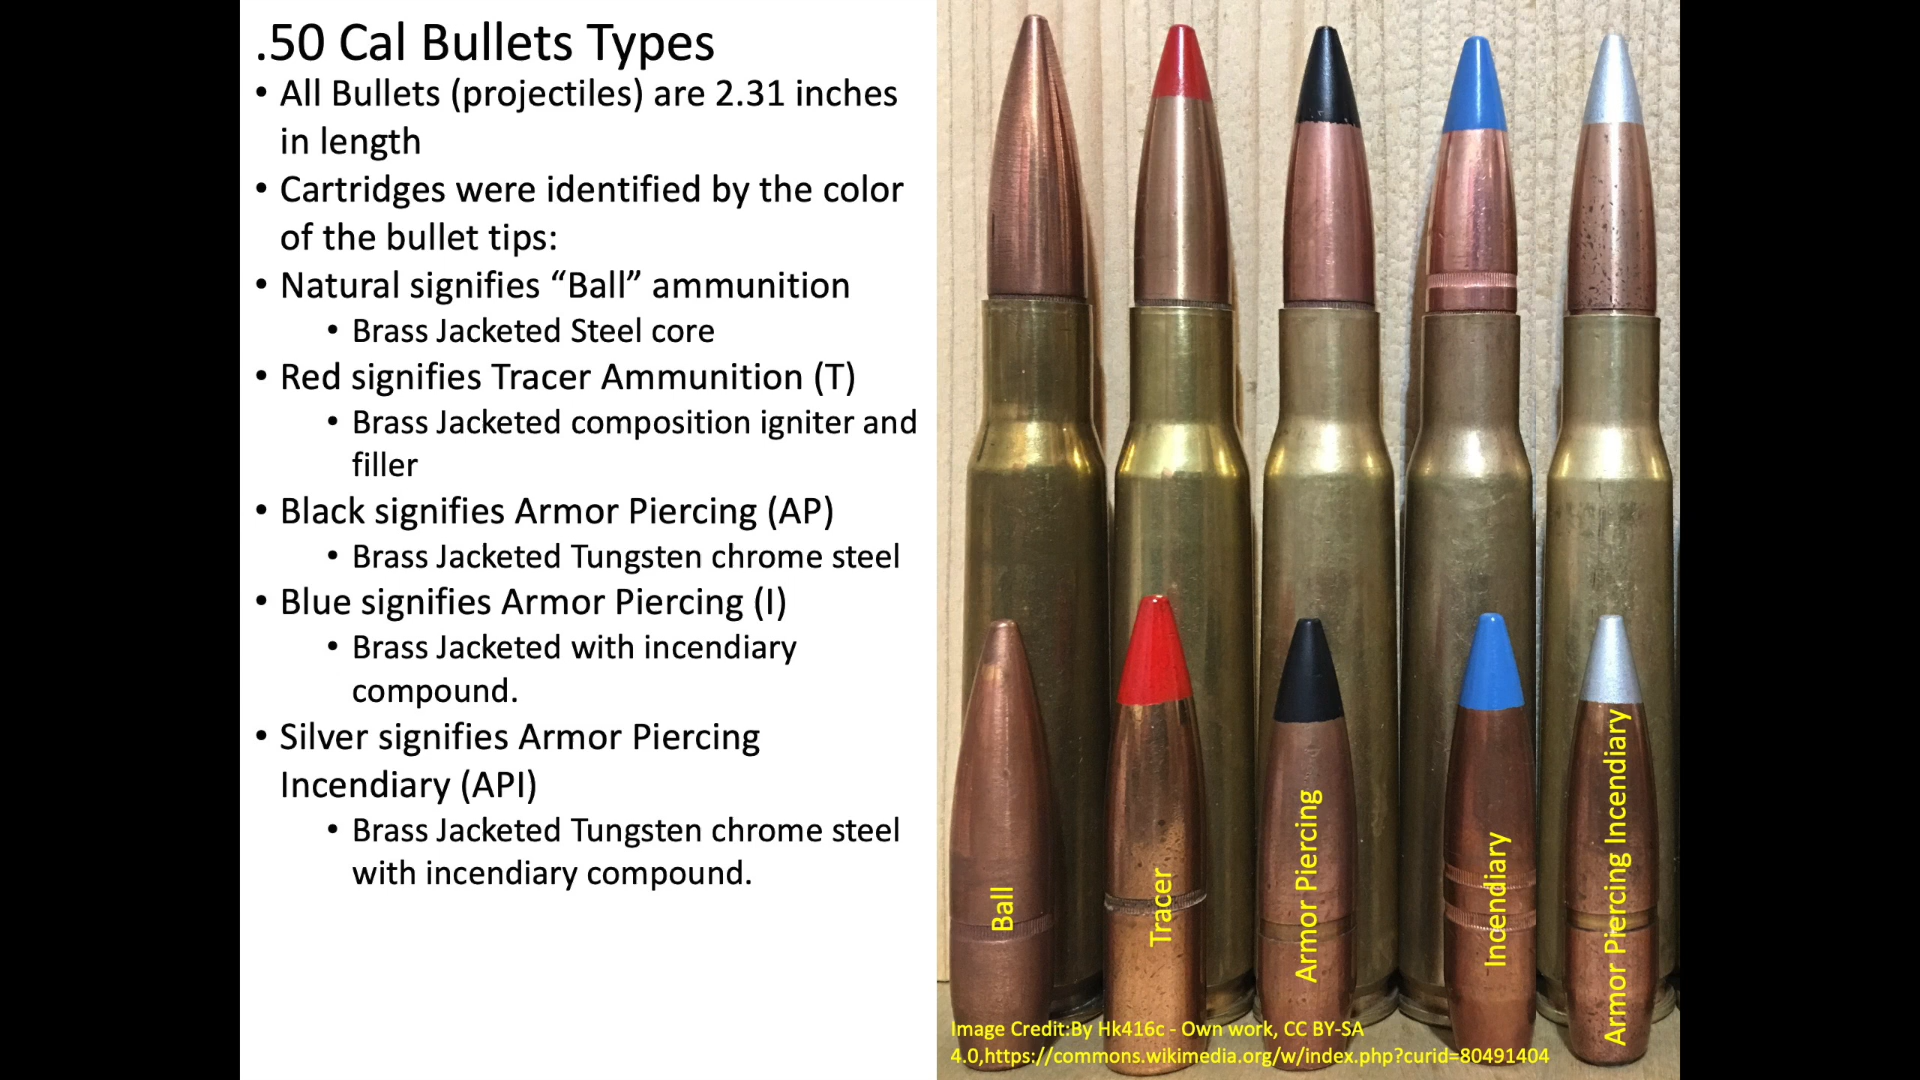 .50 Cal Bullets Types
• All Bullets (projectiles) are 2.31 inches
in length
• Cartridges were identified by the color
of the bullet tips:
• Natural signifies “Ball” ammunition
• Brass Jacketed Steel core
• Red signifies Tracer Ammunition (T)
• Brass Jacketed composition igniter and
filler
• Black signifies Armor Piercing (AP)
• Brass Jacketed Tungsten chrome steel
• Blue signifies Armor Piercing (I)
• Brass Jacketed with incendiary
compound.
• Silver signifies Armor Piercing
Incendiary (API)
• Brass Jacketed Tungsten chrome steel
with incendiary compound.
Ball
Tracer
Armor Piercing
Incendiary
Armor Piercing Incendiary
Image Credit:By Hk416c - Own work, CC BY-SA
4.0,https://commons.wikimedia.org/w/index.php?curid=80491404